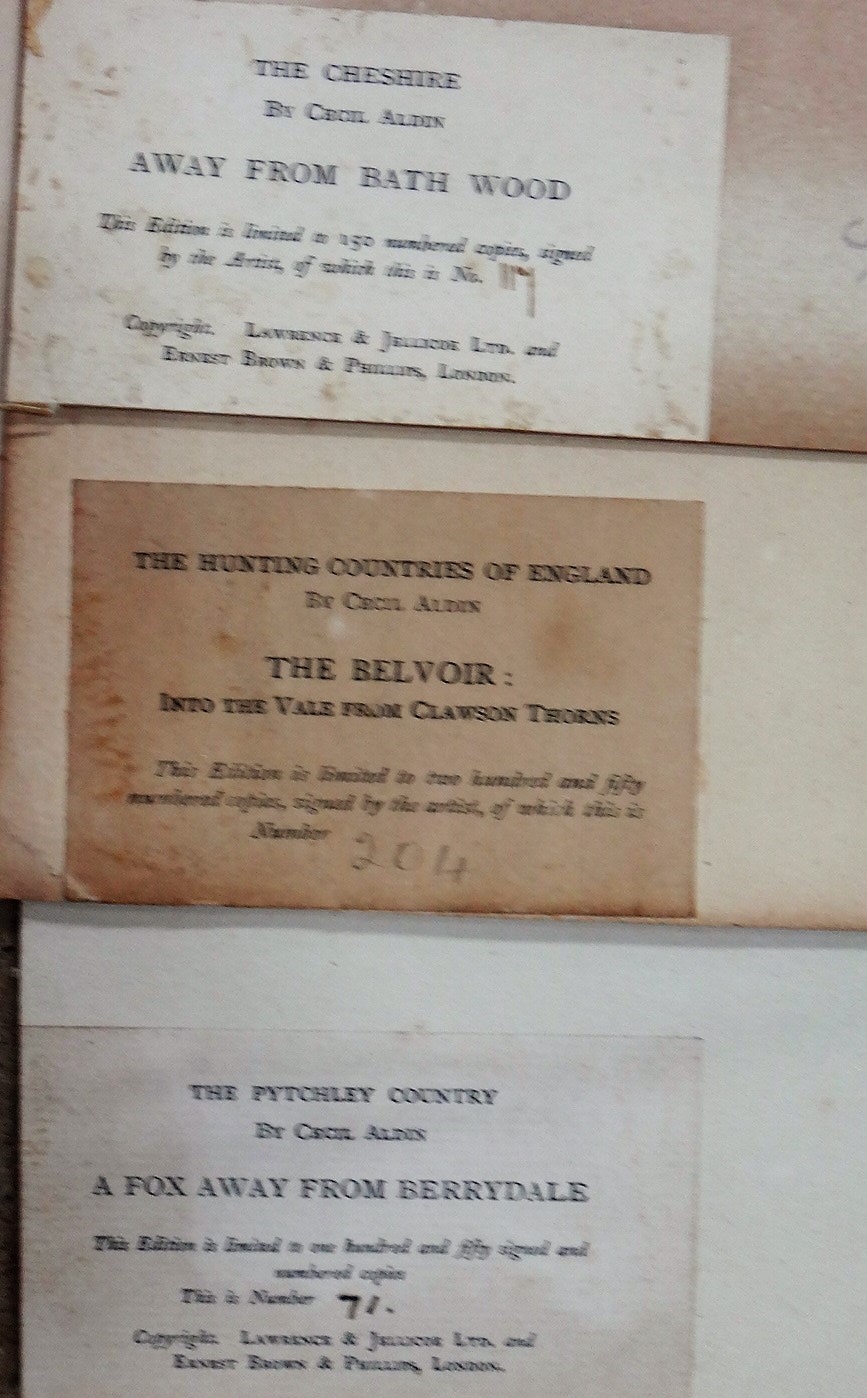 THE CHESHIRE
BY CECIL ALDIN
AWAY FROM BATH WOOD
This Edition is limited to 150 numbered copies, signed
by the Artist, of which this is No. 117
Copyright. LAWRENCE & JELLICOE LTD. and
ERNEST BROWN & PHILLIPS, LONDON.
THE HUNTING COUNTRIES OF ENGLAND
BY CECIL ALDIN
THE BELVOIR:
INTO THE VALE FROM CLAWSON THORNS
This Edition is limited to two hundred and fifty
numbered copies, signed by the artist, of which this is
Number 204
THE PYTCHLEY COUNTRY
BY CECIL ALDIN
A FOX AWAY FROM BERRYDALE
This Edition is limited to one hundred and fifty signed and
numbered copies
This is Number 71.
Copyright. LAWRENCE & JELLICOE LTD. and
ERNEST BROWN & PHILLIPS, LONDON.